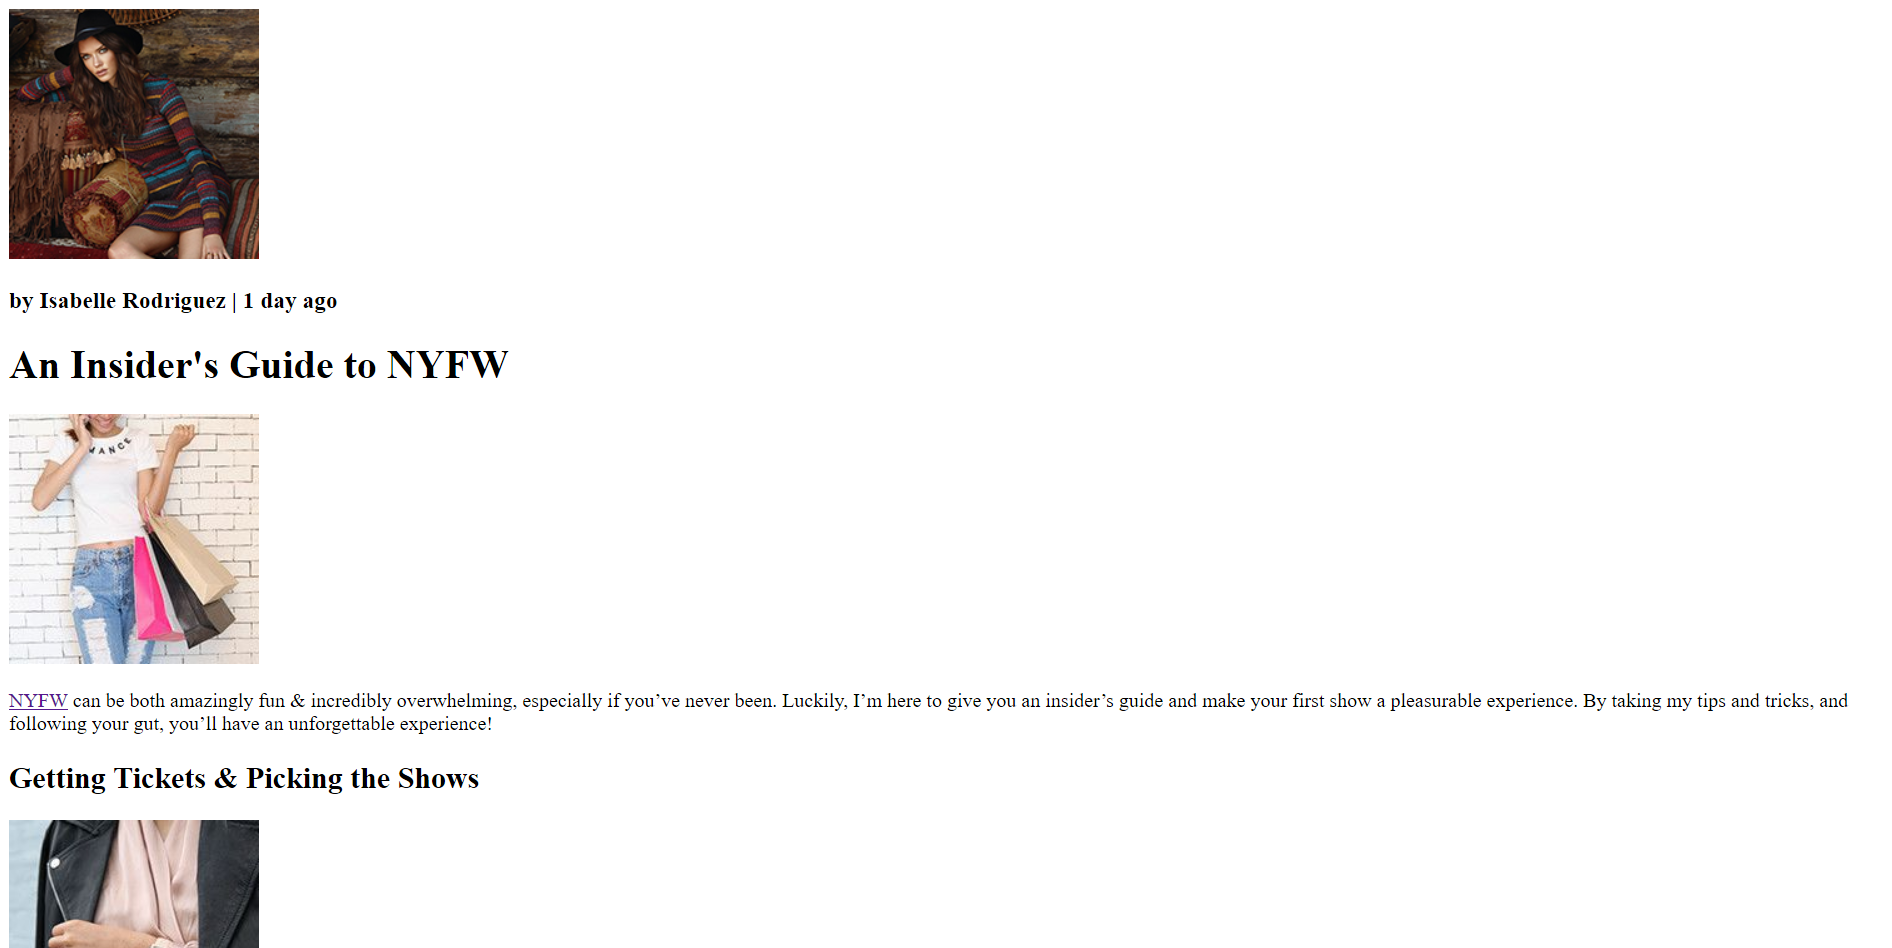 by Isabelle Rodriguez | 1 day ago
An Insider's Guide to NYFW
MANCE
NYFW can be both amazingly fun & incredibly overwhelming, especially if you’ve never been. Luckily, I’m here to give you an insider’s guide and make your first show a pleasurable experience. By taking my tips and tricks, and
following your gut, you’ll have an unforgettable experience!
Getting Tickets & Picking the Shows